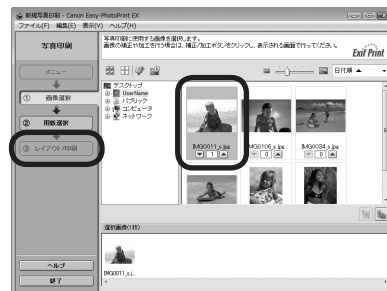 新規写真印刷 - Canon Easy-PhotoPrint EX
ファイル(F) 編集(E) 表示(V) ヘルプ(H)
写真印刷
写真印刷に使用する画像を選択します。
画像の補正や加工を行う場合は、補正/加工ボタンをクリックし、表示される画面で行ってください。
Exif Print
メニュー
日付順 ▲
① 画像選択
② 用紙選択
③ レイアウト/印刷
デスクトップ
UserName
パブリック
コンピュータ
ネットワーク
IMG0011_s.jpg
IMG0106_s.jpg
IMG0034_s.jpg
1
0
0
選択画像(1枚)
IMG0011_s.j..
ヘルプ
終了